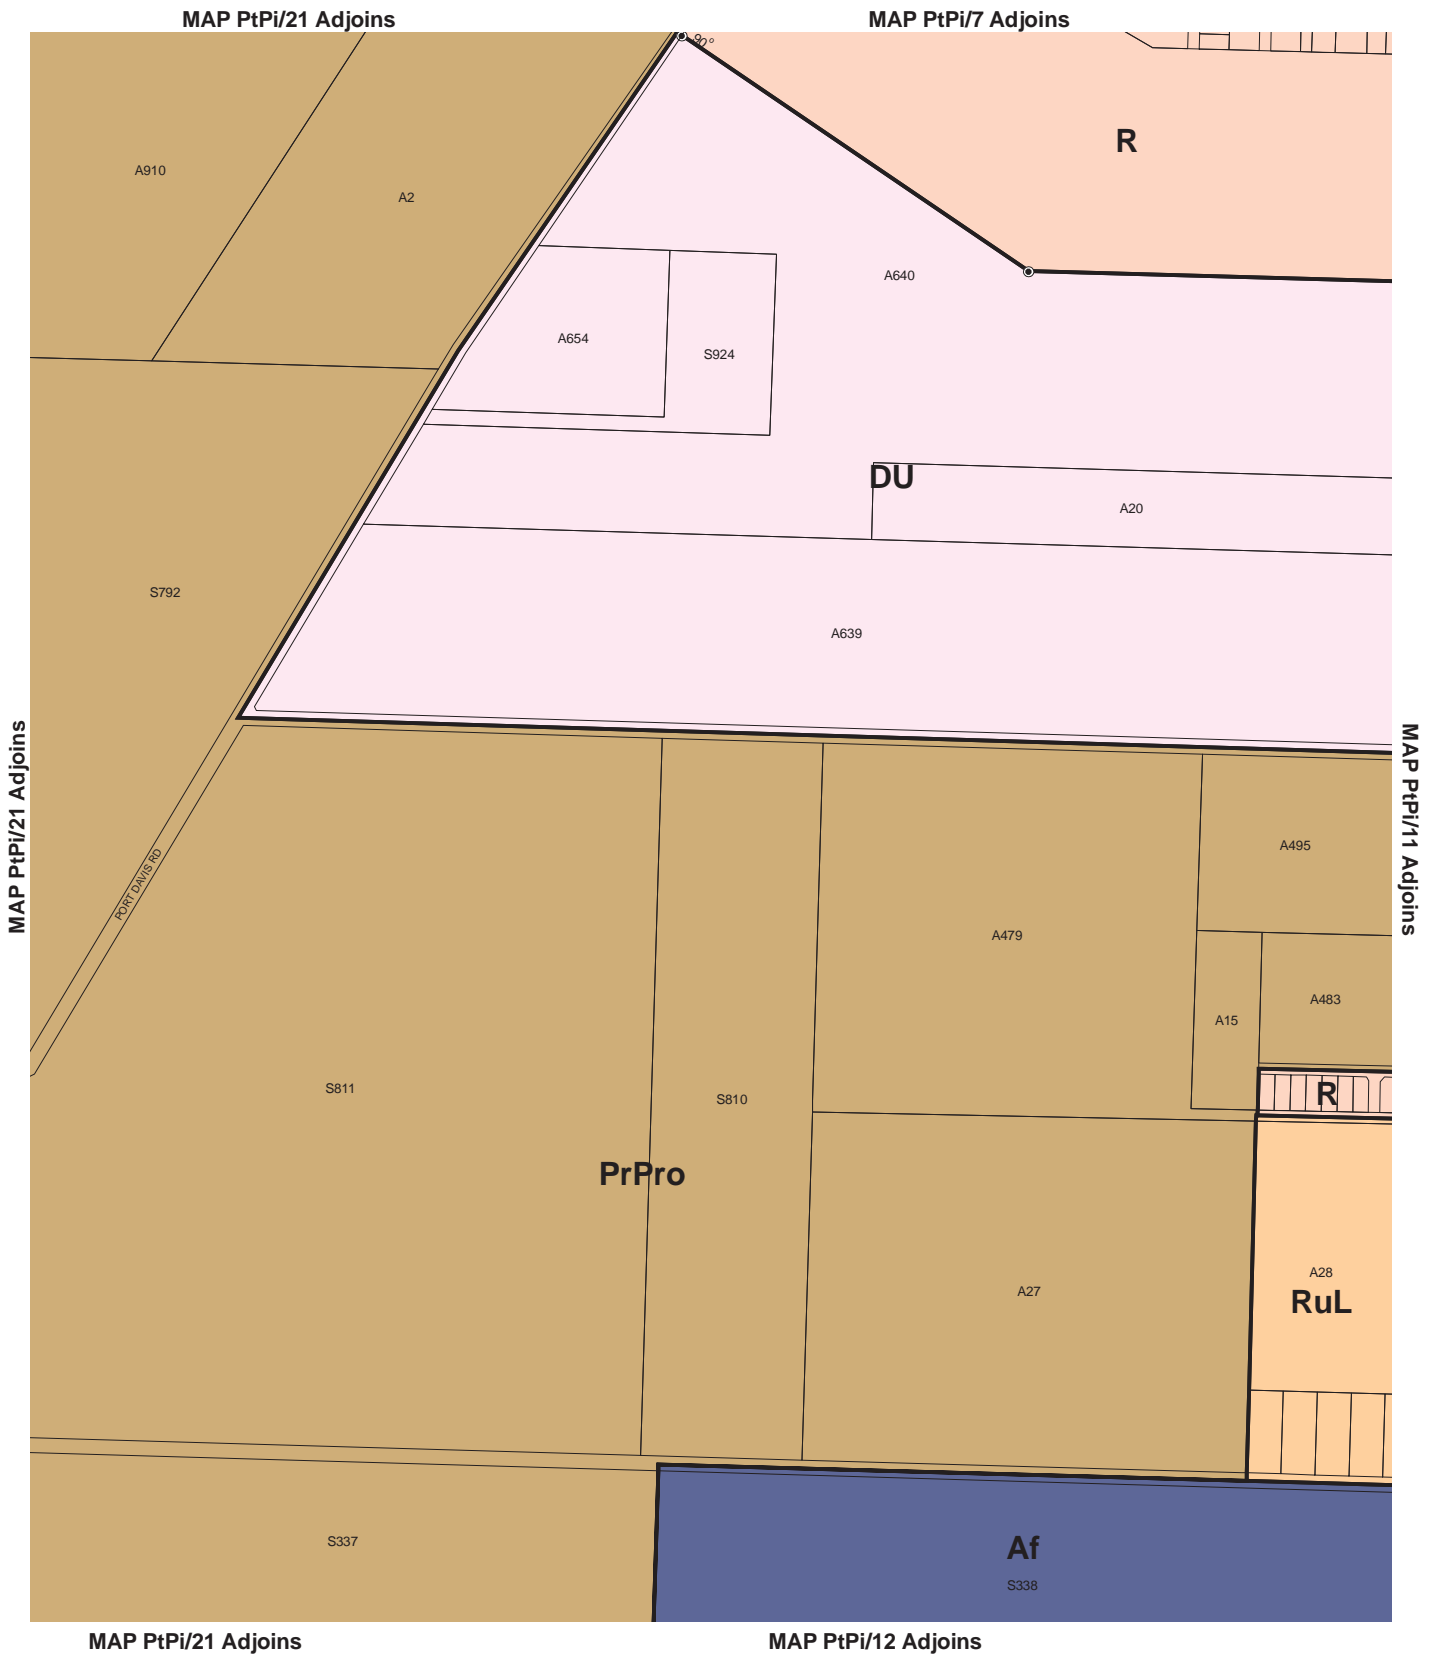 MAP PtPi/21 Adjoins
MAP PtPi/7 Adjoins
90°
R
A910
A2
A640
A654
S924
DU
A20
S792
A639
MAP PtPi/21 Adjoins
MAP PtPi/11 Adjoins
PORT DAVIS RD
A495
A479
A483
A15
S811
R
S810
PrPro
A28
A27
RuL
S337
Af
S338
MAP PtPi/21 Adjoins
MAP PtPi/12 Adjoins